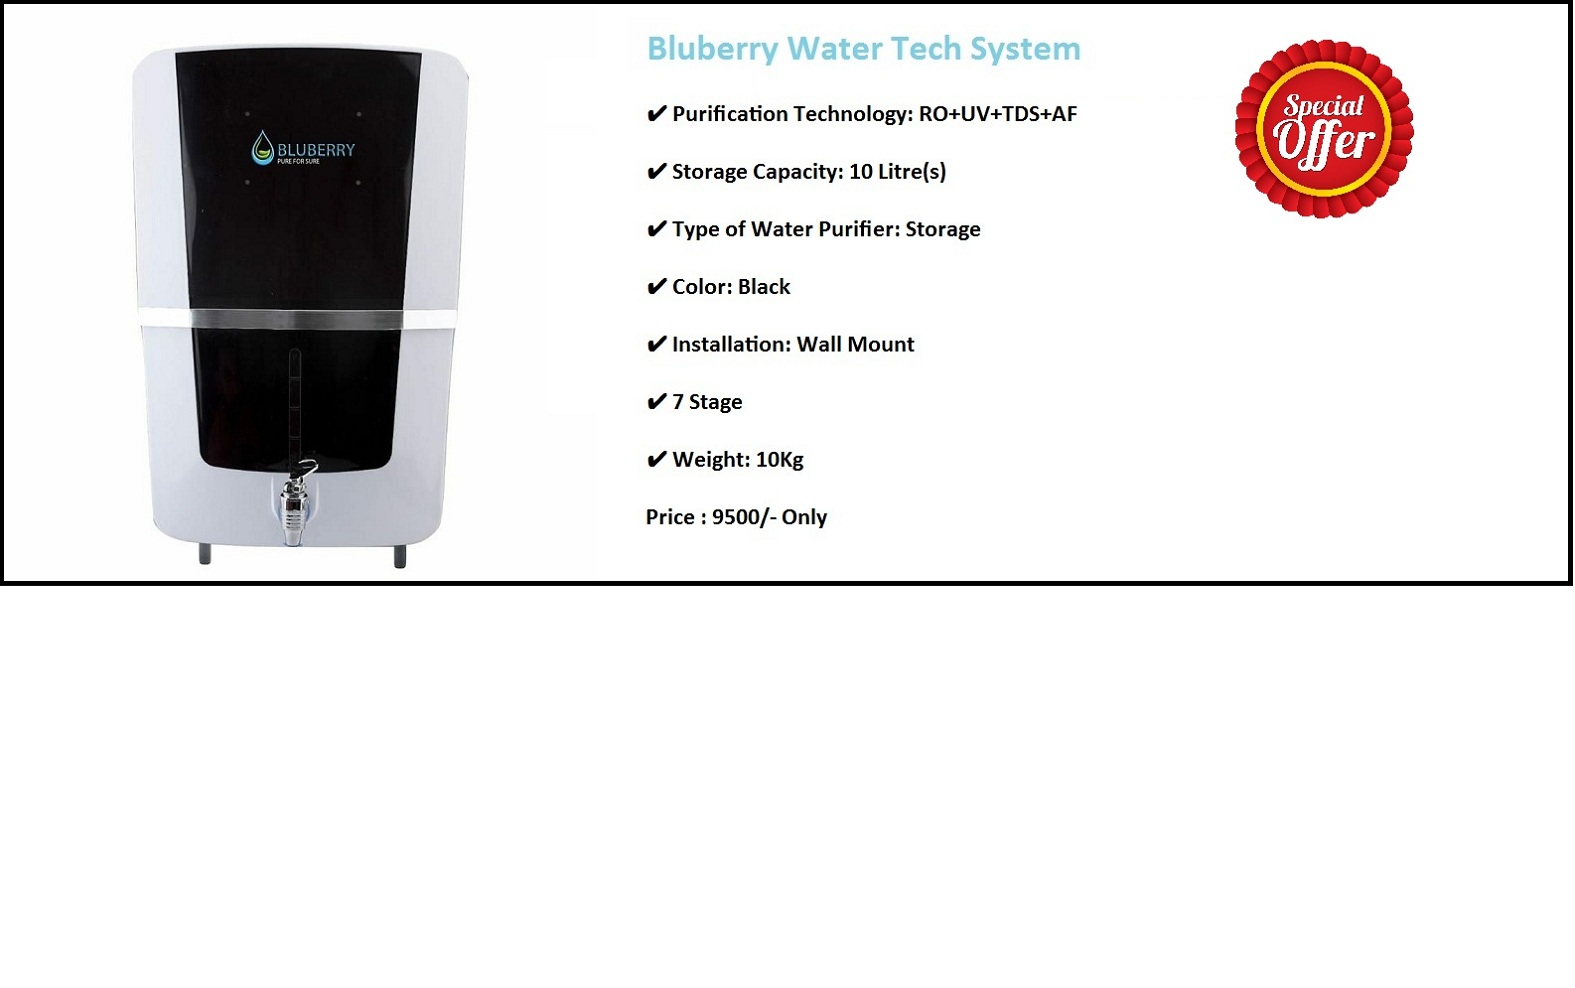 Bluberry Water Tech System
✔ Purification Technology: RO+UV+TDS+AF
✔ Storage Capacity: 10 Litre(s)
✔ Type of Water Purifier: Storage
✔ Color: Black
✔ Installation: Wall Mount
✔ 7 Stage
✔ Weight: 10Kg
Price : 9500/- Only
Special
Offer
BLUBERRY
PURE FOR SURE